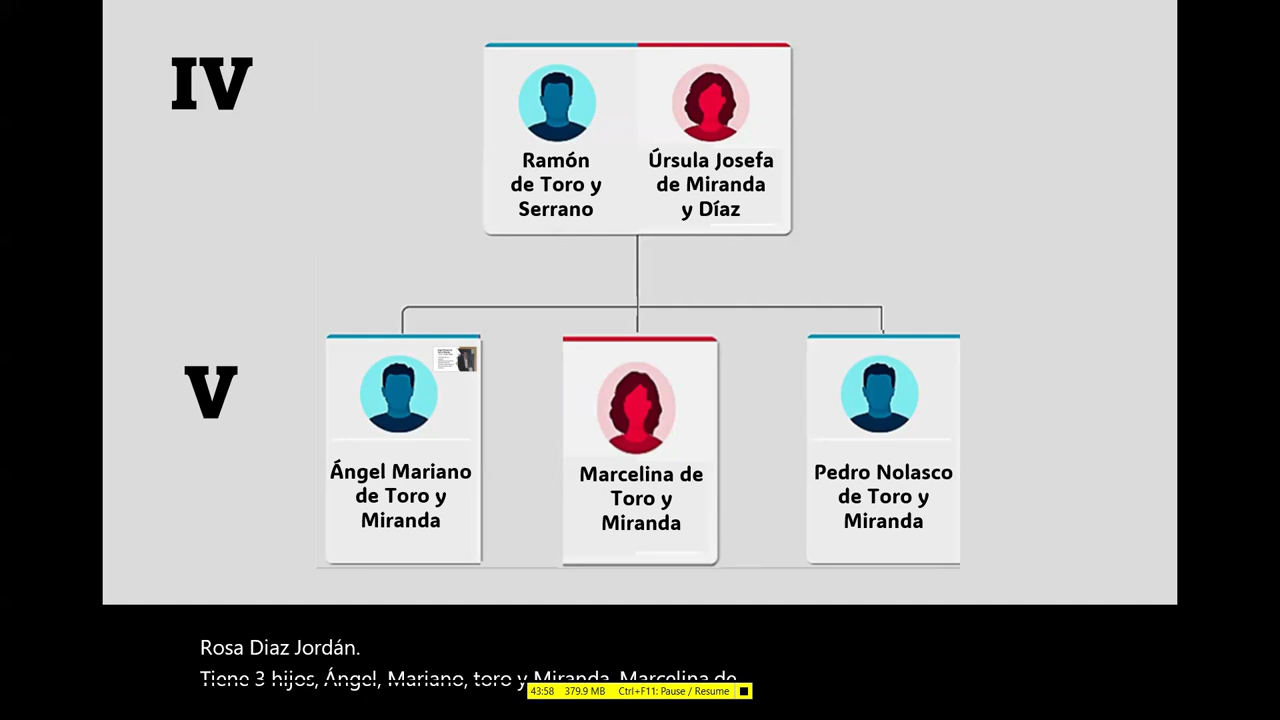 IV
Ramón
de Toro y
Serrano
Úrsula Josefa
de Miranda
y Díaz
V
Ángel Mariano
de Toro y
Miranda
Marcelina de
Toro y
Miranda
Pedro Nolasco
de Toro y
Miranda
Rosa Diaz Jordán.
Tiene 3 hijos, Ángel, Mariano, toro y Miranda, Marcelina de
43:58 379.9 MB Ctrl+F11: Pause / Resume